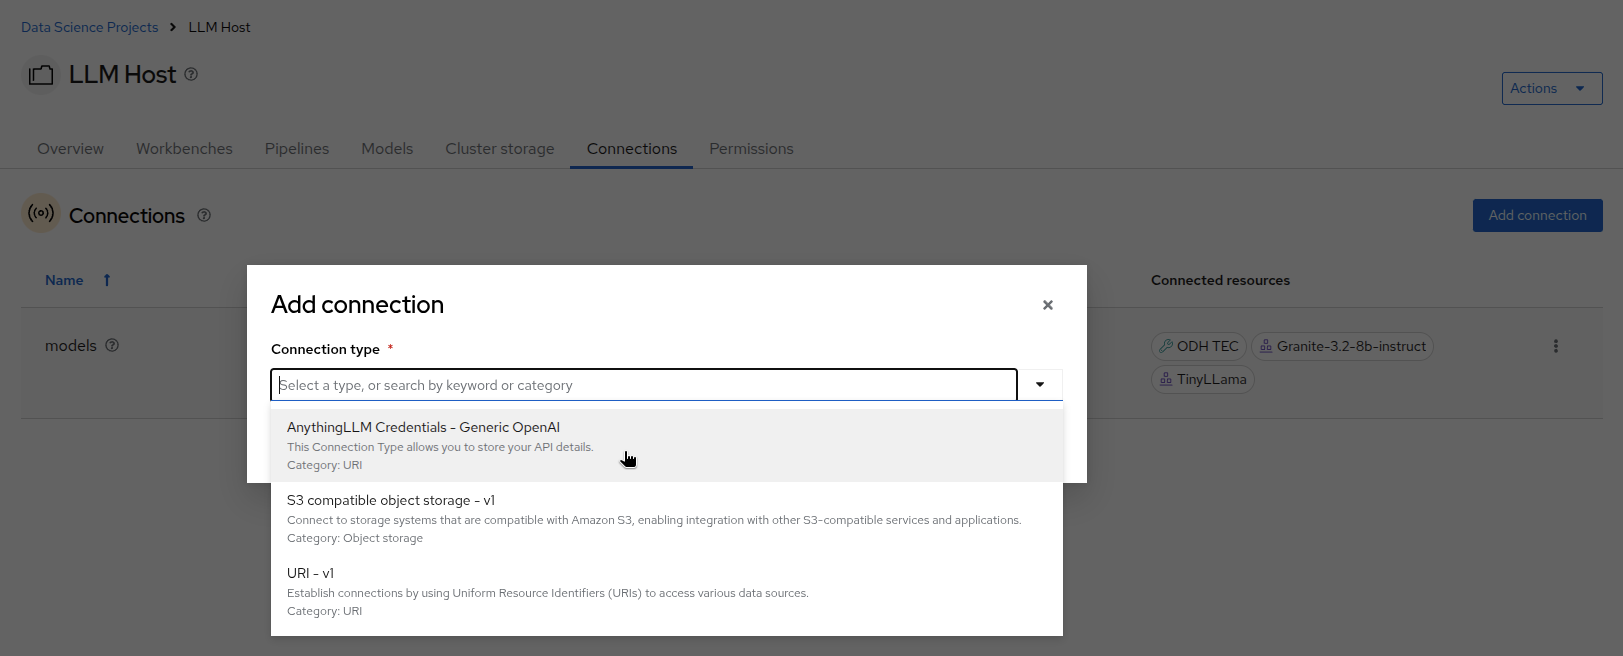 Data Science Projects > LLM Host
LLM Host
Actions
Overview Workbenches Pipelines Models Cluster storage Connections Permissions
Connections
Add connection
Name
Connected resources
models
ODH TEC Granite-3.2-8b-instruct
TinyLLama
Add connection
Connection type *
Select a type, or search by keyword or category
AnythingLLM Credentials - Generic OpenAI
This Connection Type allows you to store your API details.
Category: URI
S3 compatible object storage - v1
Connect to storage systems that are compatible with Amazon S3, enabling integration with other S3-compatible services and applications.
Category: Object storage
URI - v1
Establish connections by using Uniform Resource Identifiers (URIs) to access various data sources.
Category: URI